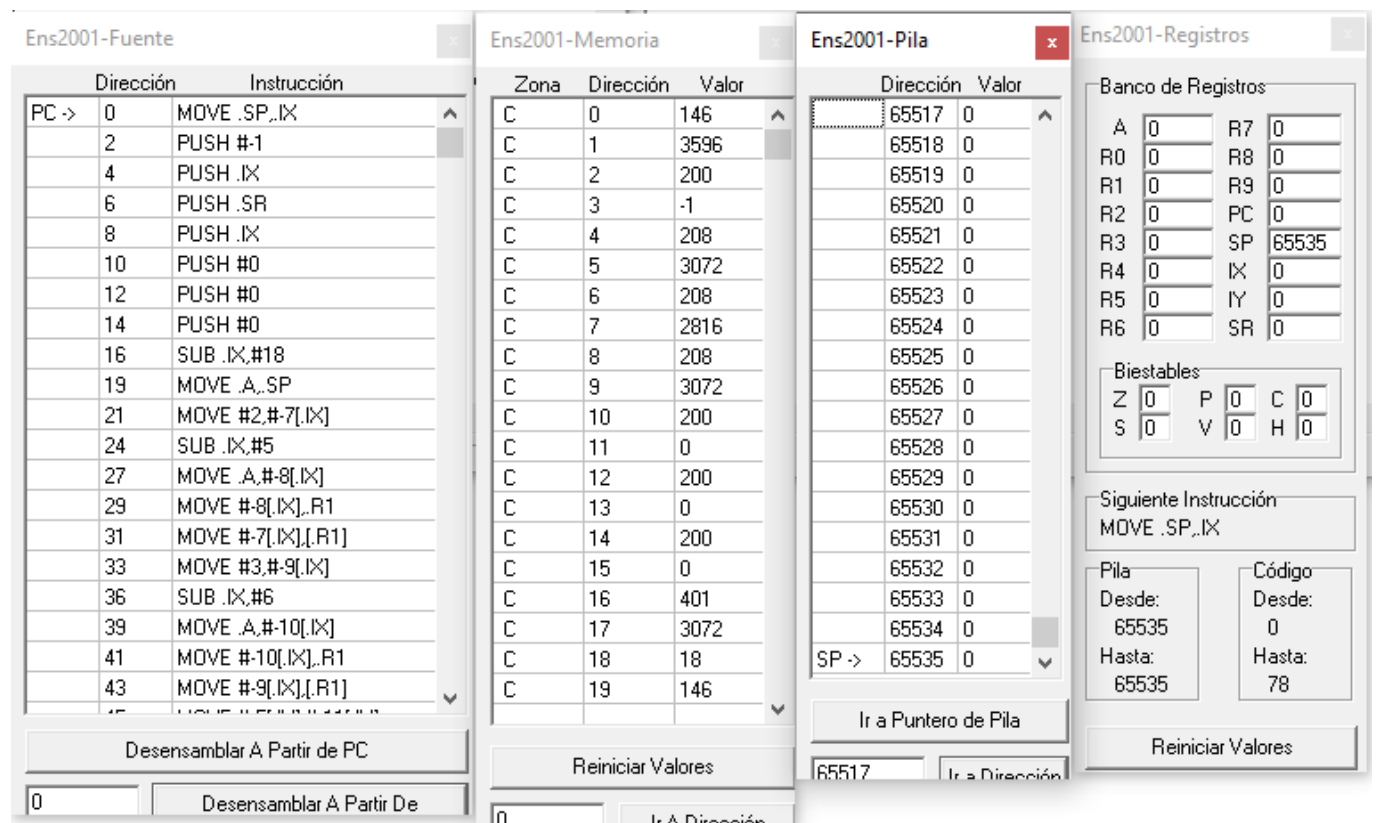 Ens2001-Fuente x
Dirección Instrucción
PC -> 0 MOVE .SP,.IX
2 PUSH #-1
4 PUSH .IX
6 PUSH .SR
8 PUSH .IX
10 PUSH #0
12 PUSH #0
14 PUSH #0
16 SUB .IX,#18
19 MOVE .A,.SP
21 MOVE #2,#-7[.IX]
24 SUB .IX,#5
27 MOVE .A,#-8[.IX]
29 MOVE #-8[.IX],.R1
31 MOVE #-7[.IX],[.R1]
33 MOVE #3,#-9[.IX]
36 SUB .IX,#6
39 MOVE .A,#-10[.IX]
41 MOVE #-10[.IX],.R1
43 MOVE #-9[.IX],[.R1]
Desensamblar A Partir de PC
0 Desensamblar A Partir De
Ens2001-Memoria x
Zona Dirección Valor
C 0 146
C 1 3596
C 2 200
C 3 -1
C 4 208
C 5 3072
C 6 208
C 7 2816
C 8 208
C 9 3072
C 10 200
C 11 0
C 12 200
C 13 0
C 14 200
C 15 0
C 16 401
C 17 3072
C 18 18
C 19 146
Reiniciar Valores
0 Ir A Dirección
Ens2001-Pila x
Dirección Valor
65517 0
65518 0
65519 0
65520 0
65521 0
65522 0
65523 0
65524 0
65525 0
65526 0
65527 0
65528 0
65529 0
65530 0
65531 0
65532 0
65533 0
65534 0
SP -> 65535 0
Ir a Puntero de Pila
65517 Ir a Dirección
Ens2001-Registros x
Banco de Registros
A 0 R7 0
R0 0 R8 0
R1 0 R9 0
R2 0 PC 0
R3 0 SP 65535
R4 0 IX 0
R5 0 IY 0
R6 0 SR 0
Biestables
Z 0 P 0 C 0
S 0 V 0 H 0
Siguiente Instrucción
MOVE .SP,.IX
Pila Código
Desde: Desde:
65535 0
Hasta: Hasta:
65535 78
Reiniciar Valores